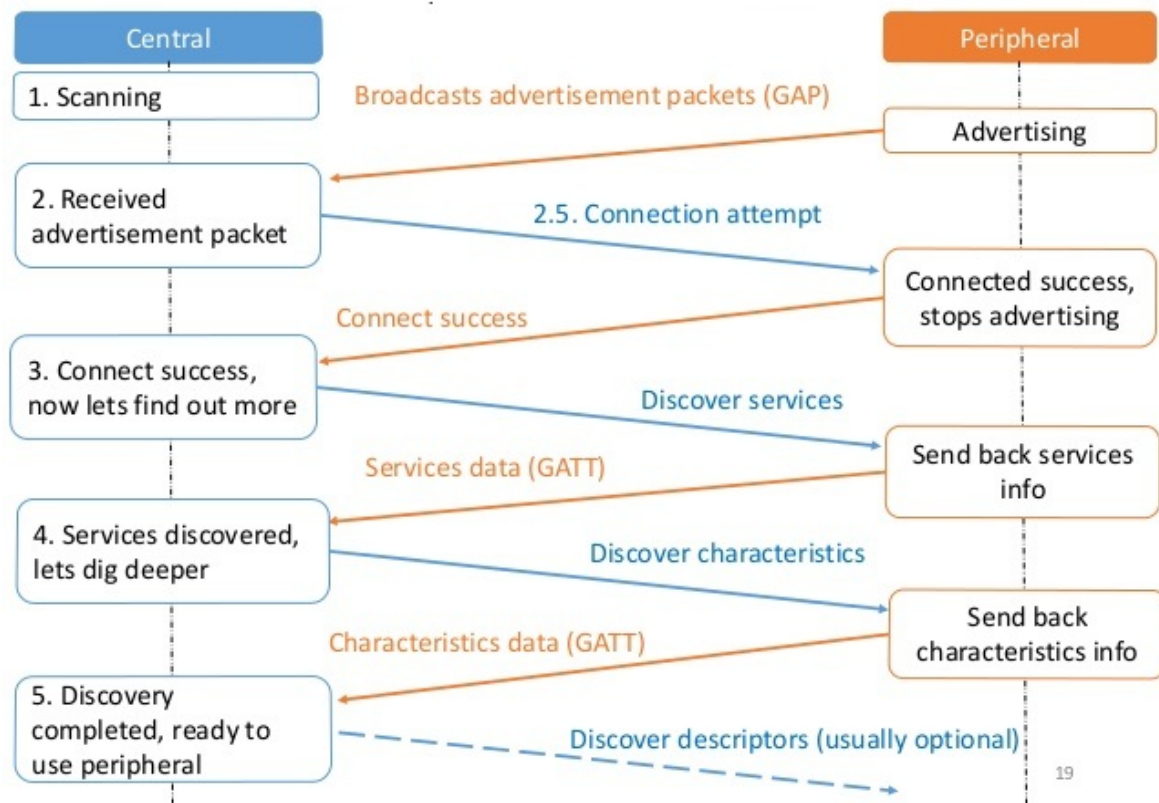 Central
Peripheral
1. Scanning
Broadcasts advertisement packets (GAP)
Advertising
2. Received
advertisement packet
2.5. Connection attempt
Connected success,
stops advertising
Connect success
3. Connect success,
now lets find out more
Discover services
Send back services
info
Services data (GATT)
4. Services discovered,
lets dig deeper
Discover characteristics
Send back
characteristics info
Characteristics data (GATT)
5. Discovery
completed, ready to
use peripheral
Discover descriptors (usually optional)
19